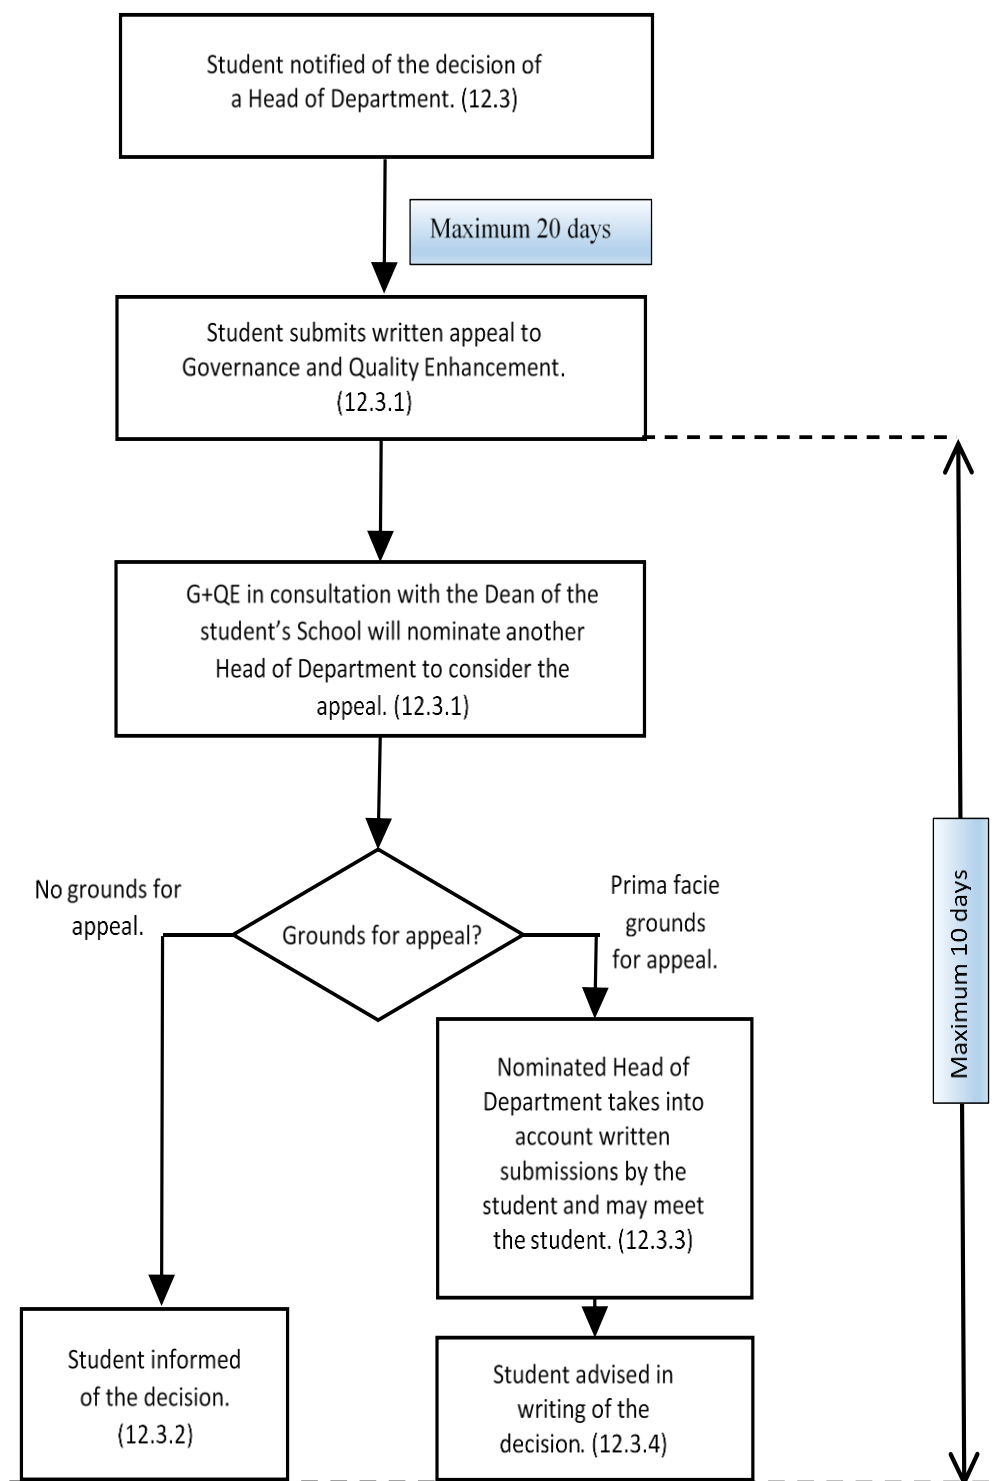 Student notified of the decision of
a Head of Department. (12.3)
Maximum 20 days
Student submits written appeal to
Governance and Quality Enhancement.
(12.3.1)
G+QE in consultation with the Dean of the
student’s School will nominate another
Head of Department to consider the
appeal. (12.3.1)
No grounds for
appeal.
Grounds for appeal?
Prima facie
grounds
for appeal.
Maximum 10 days
Nominated Head of
Department takes into
account written
submissions by the
student and may meet
the student. (12.3.3)
Student informed
of the decision.
(12.3.2)
Student advised in
writing of the
decision. (12.3.4)